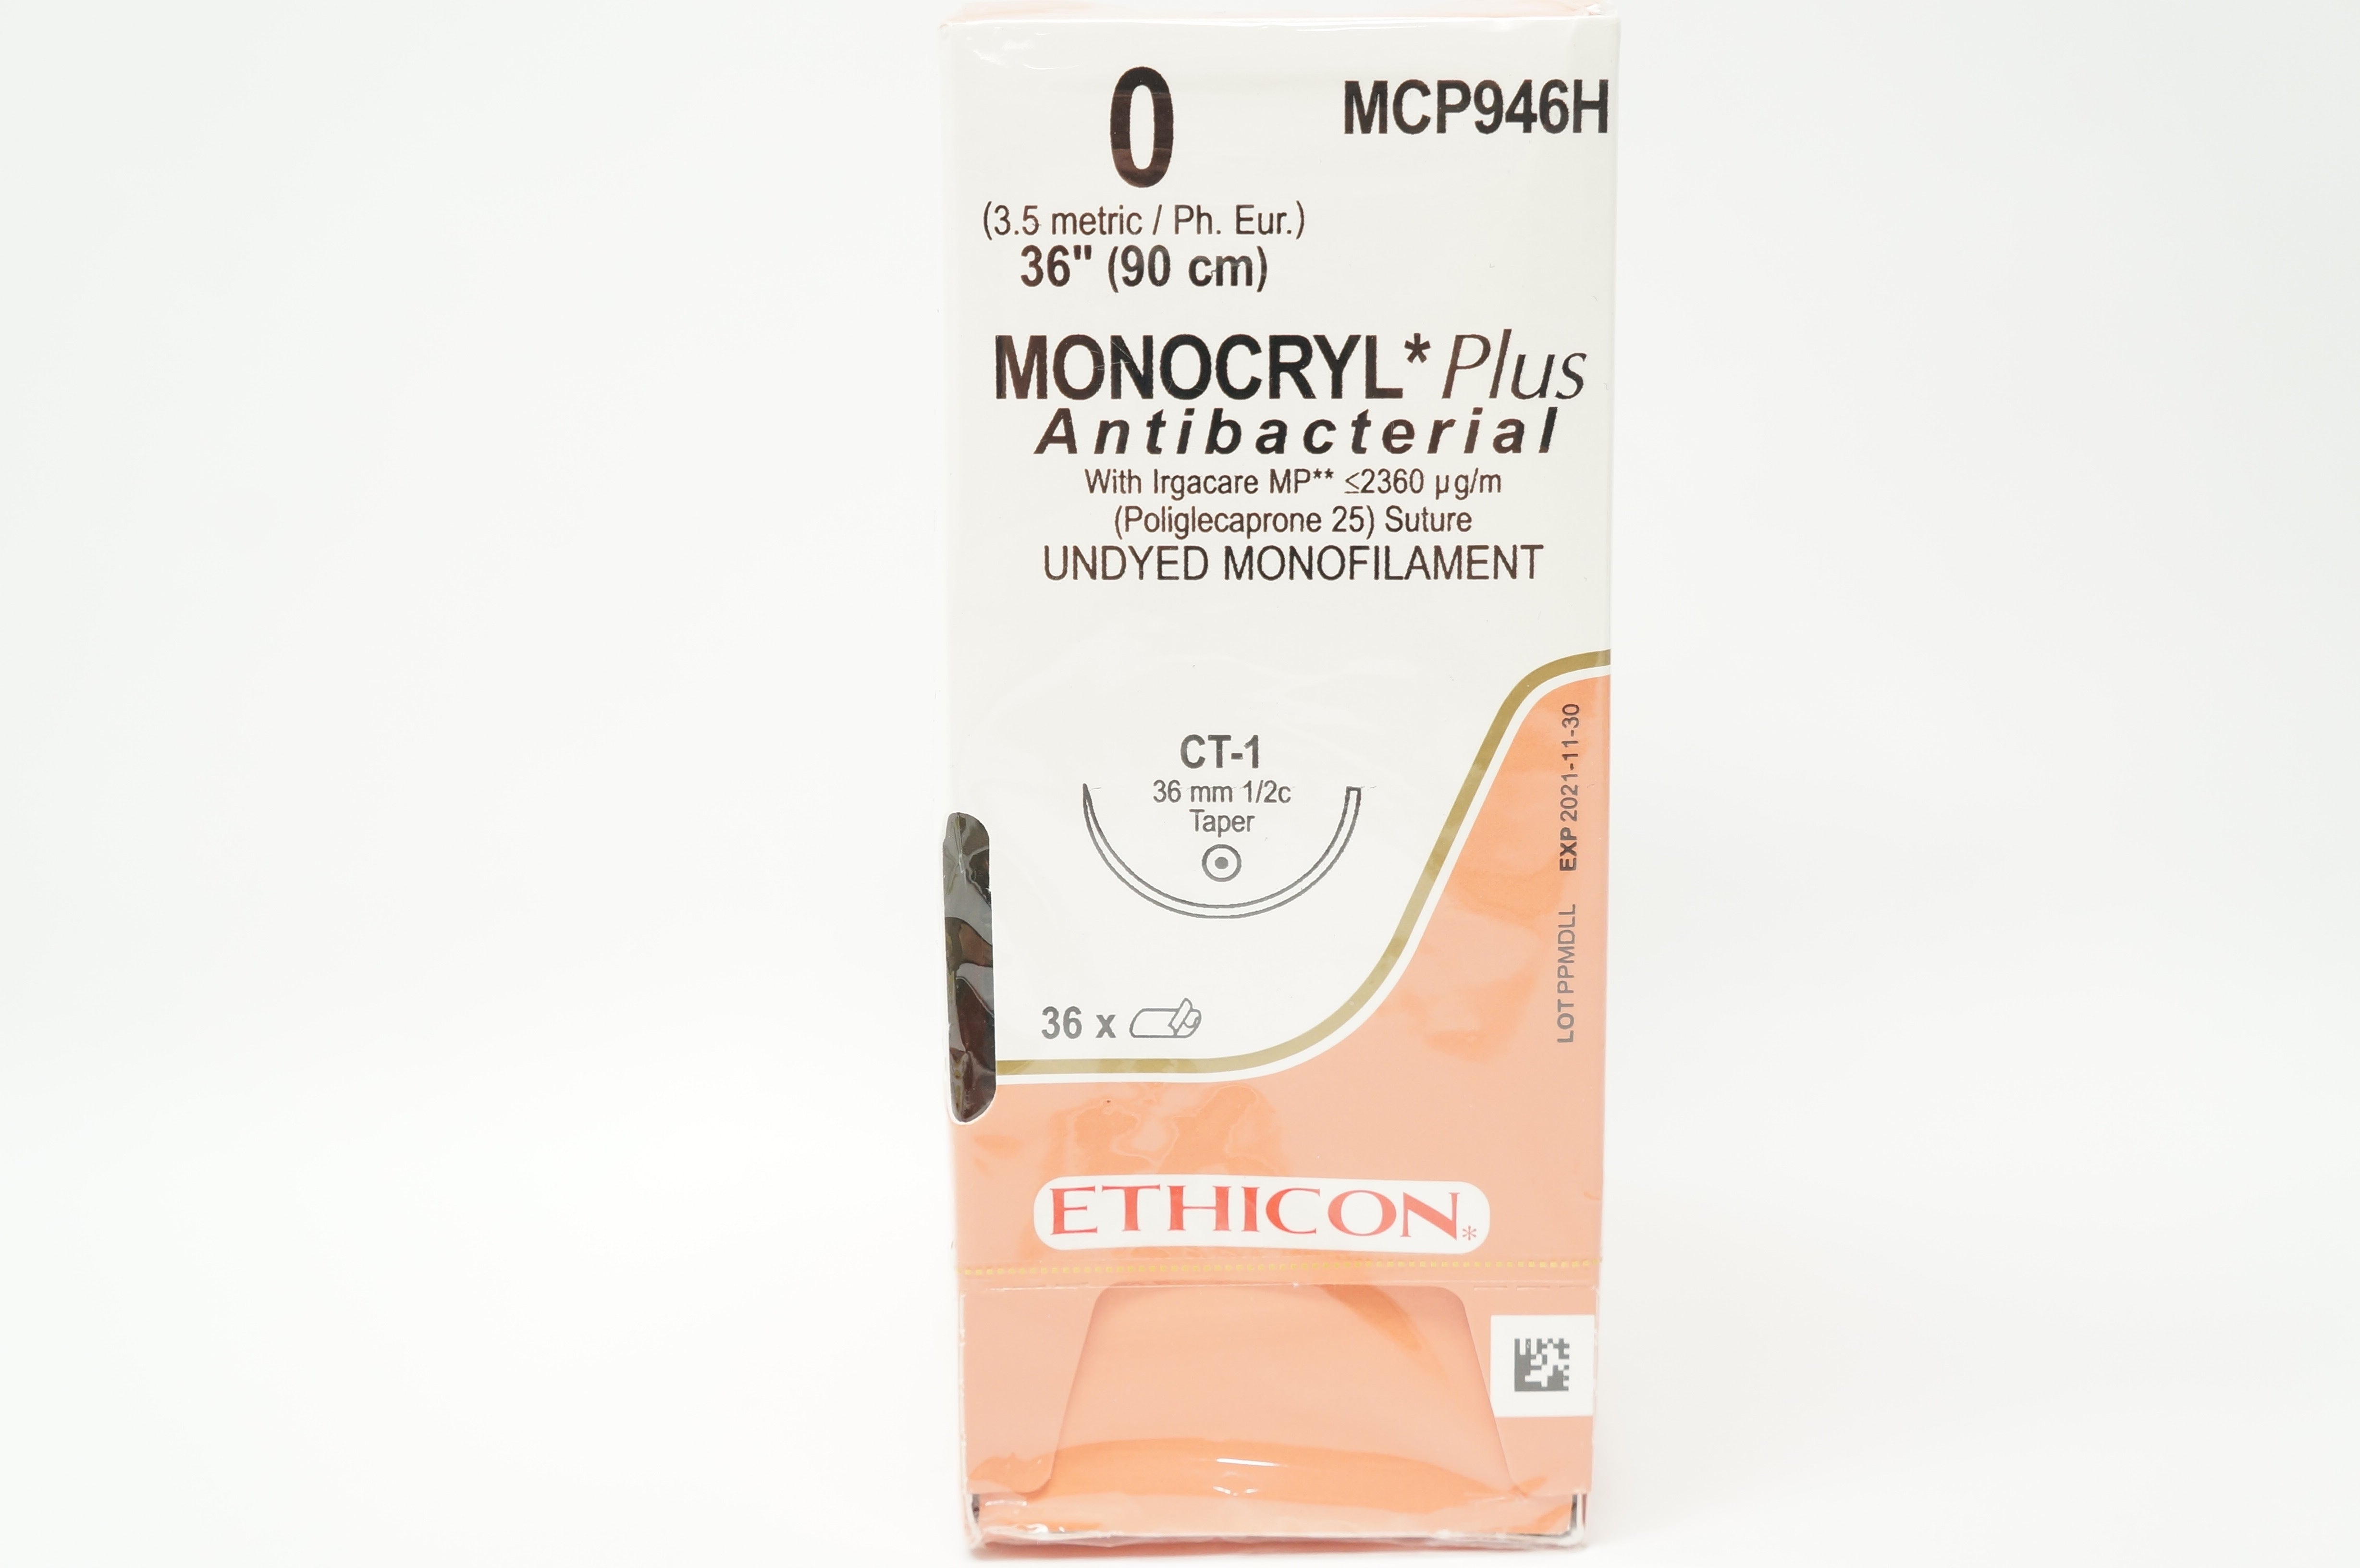 0
MCP946H
(3.5 metric / Ph. Eur.)
36" (90 cm)
MONOCRYL* Plus
Antibacterial
With Irgacare MP** ≤2360 µg/m
(Poliglecaprone 25) Suture
UNDYED MONOFILAMENT
CT-1
36 mm 1/2c
Taper
36 x
LOT PPMDLL EXP 2021-11-30
ETHICON*